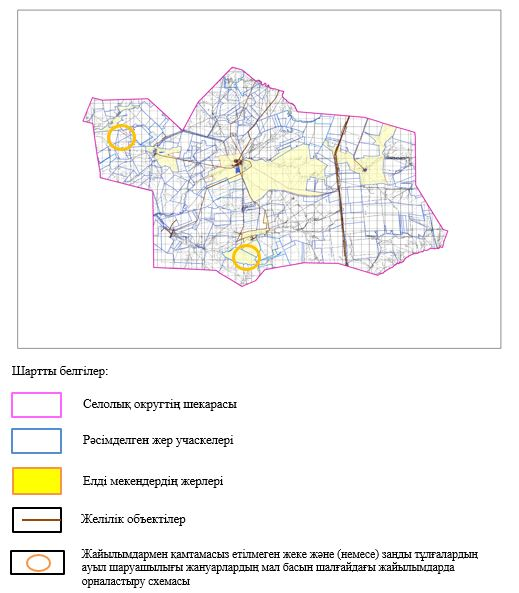 Шартты белгілер:
Селолық округтің шекарасы
Рәсімделген жер учаскелері
Елді мекендердің жерлері
Желілік объектілер
Жайылымдармен қамтамасыз етілмеген жеке және (немесе) заңды тұлғалардың
ауыл шаруашылығы жануарлардың мал басын шалғайдағы жайылымдарда
орналастыру схемасы